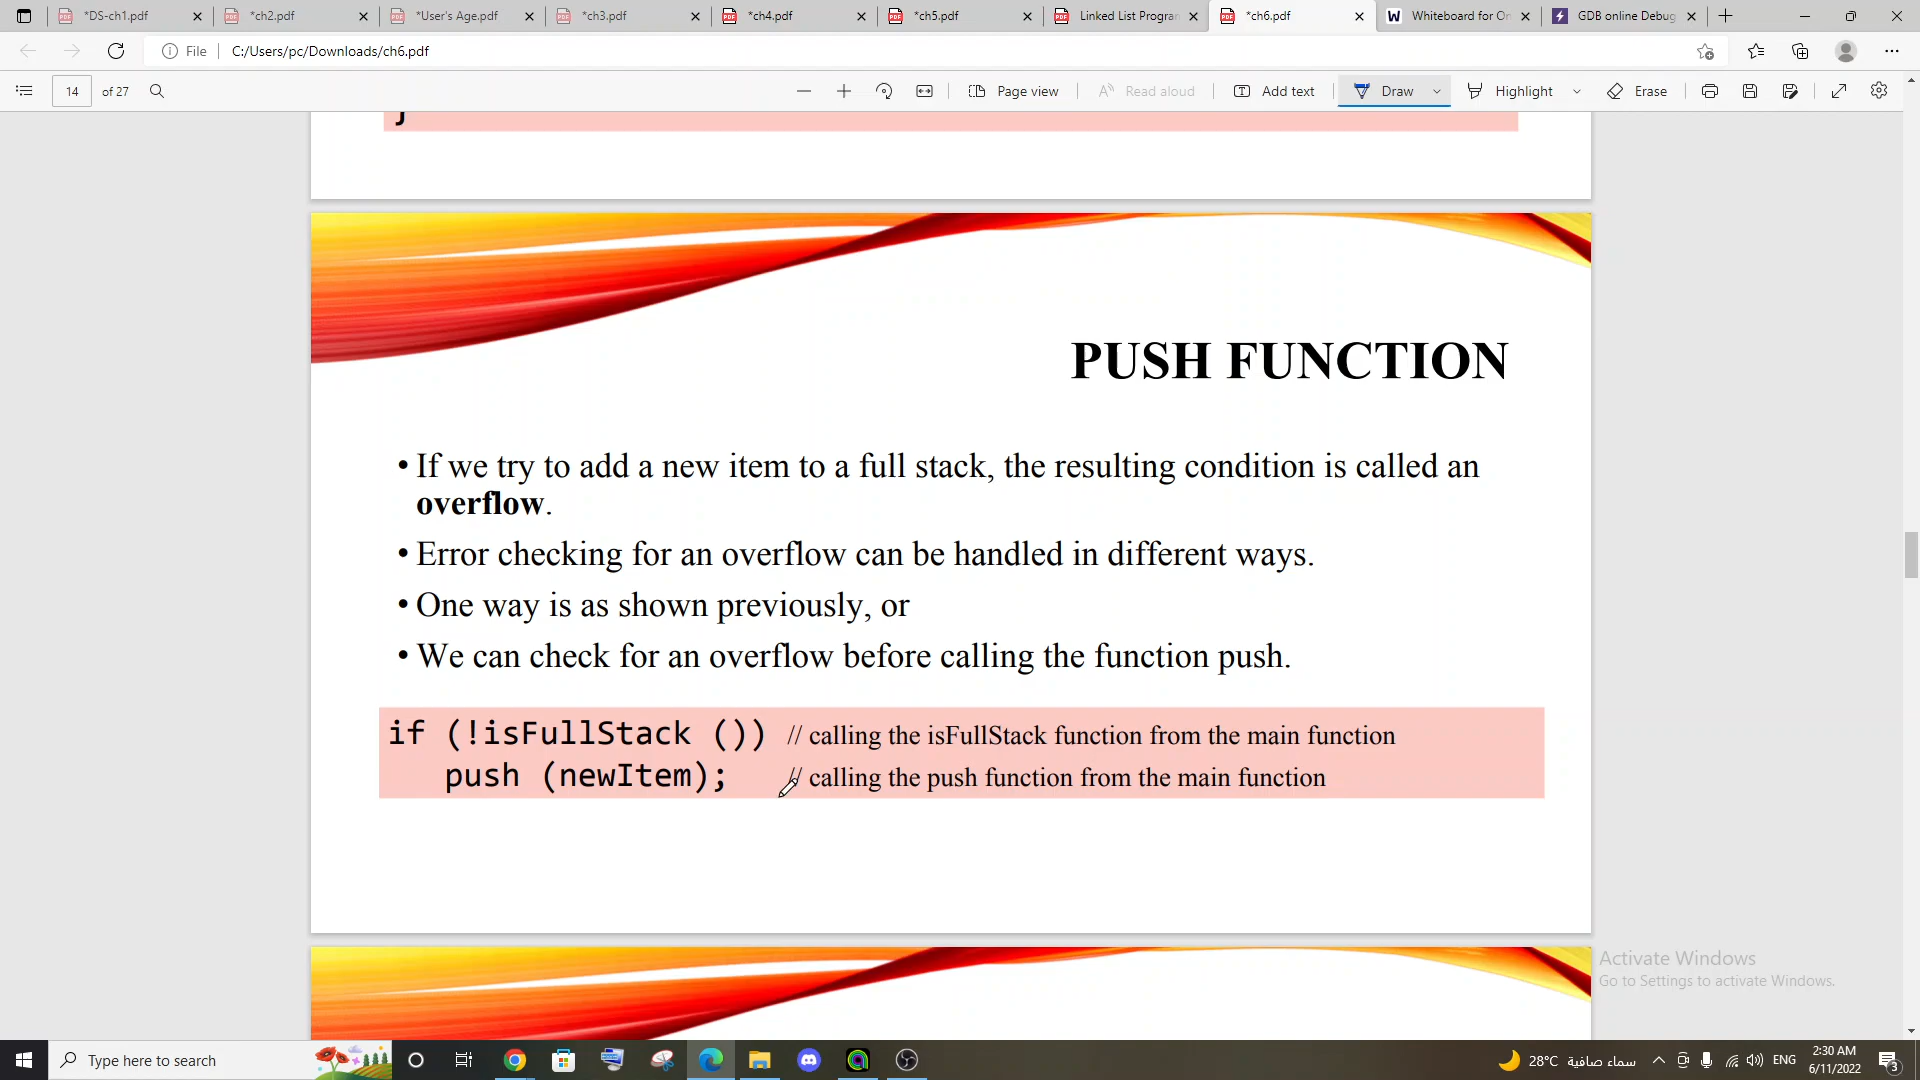 *DS-ch1.pdf
*ch2.pdf
*User's Age.pdf
*ch3.pdf
*ch4.pdf
*ch5.pdf
Linked List Progran
*ch6.pdf
Whiteboard for On
GDB online Debug
File
C:/Users/pc/Downloads/ch6.pdf
14 of 27
Page view
Read aloud
Add text
Draw
Highlight
Erase
}
PUSH FUNCTION
• If we try to add a new item to a full stack, the resulting condition is called an
overflow.
• Error checking for an overflow can be handled in different ways.
• One way is as shown previously, or
• We can check for an overflow before calling the function push.
if (!isFullStack ()) // calling the isFullStack function from the main function
push (newItem); // calling the push function from the main function
Activate Windows
Go to Settings to activate Windows.
Type here to search
28°C سماء صافية
ENG
2:30 AM
6/11/2022
3